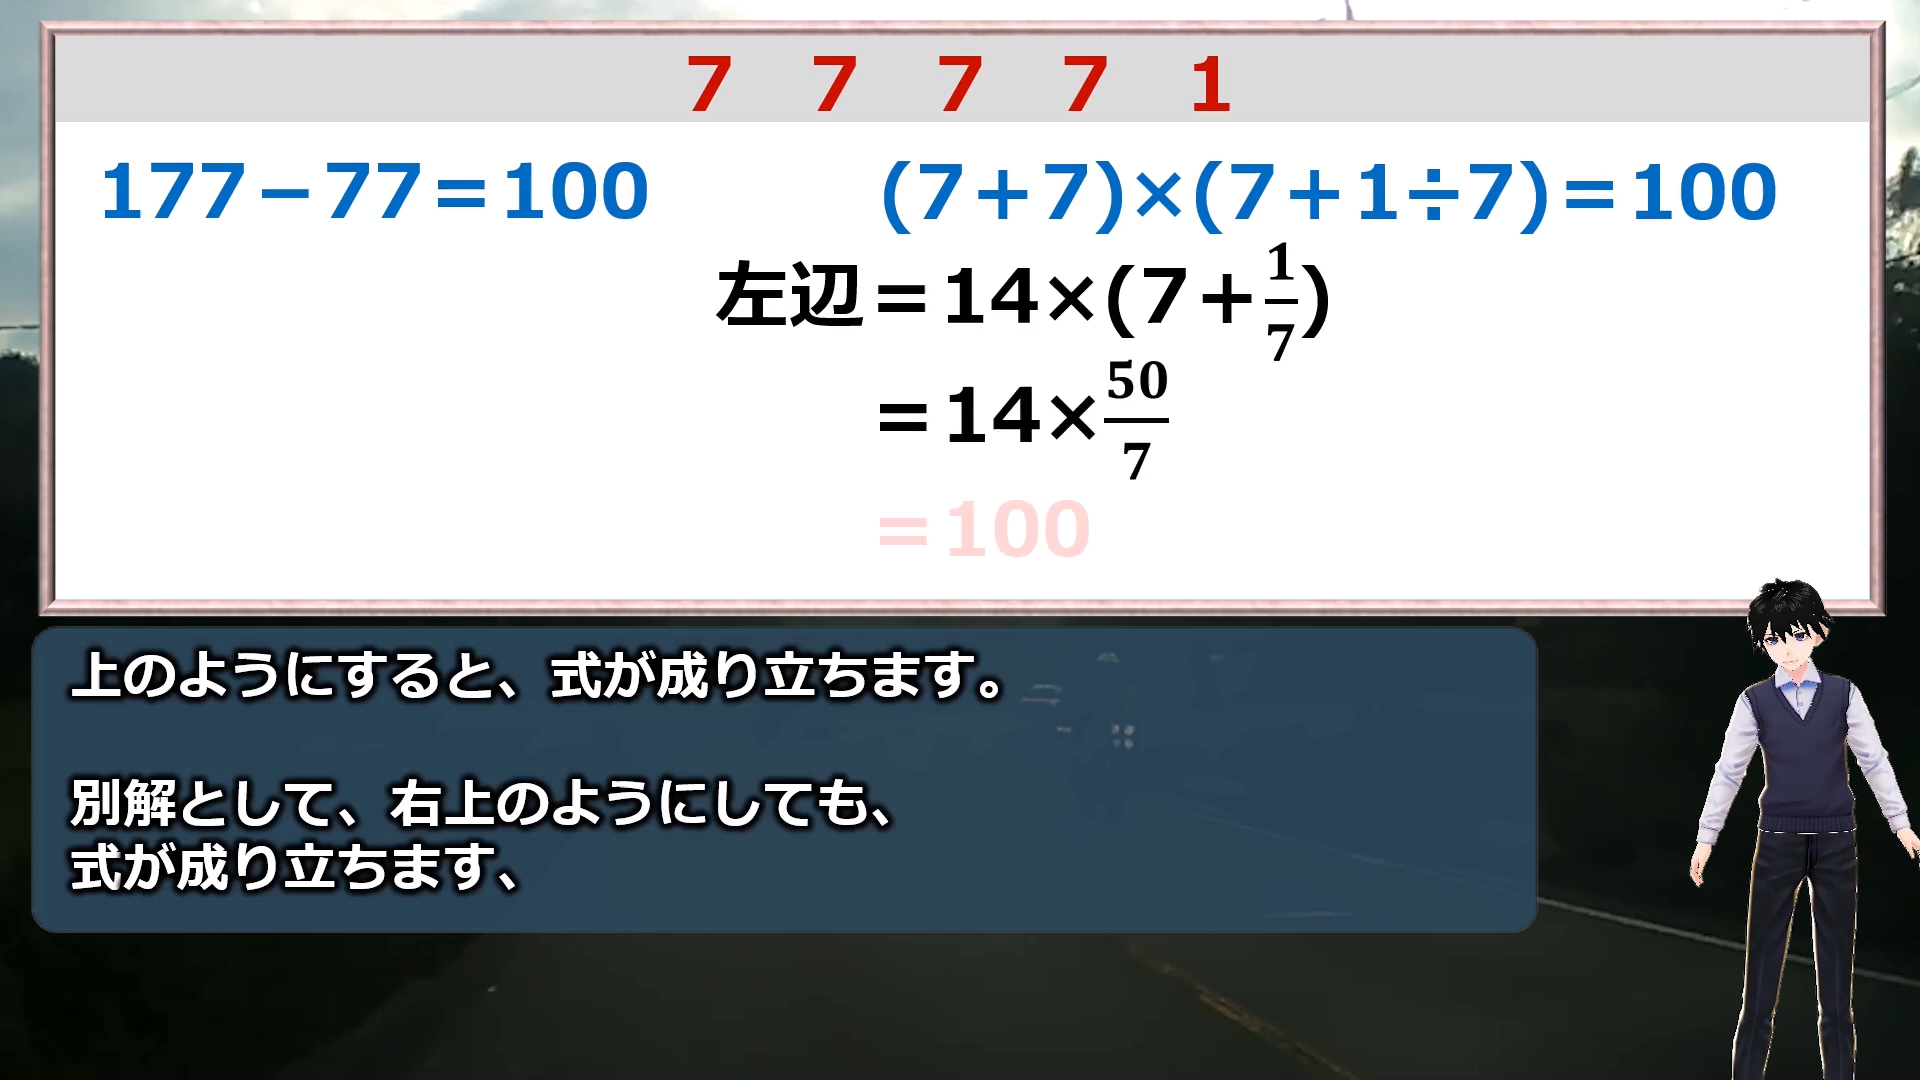 7 7 7 7 1
177－77＝100
(7＋7)×(7＋1÷7)＝100
左辺＝14×(7＋1/7)
＝14×50/7
＝100
上のようにすると、式が成り立ちます。
別解として、右上のようにしても、
式が成り立ちます、